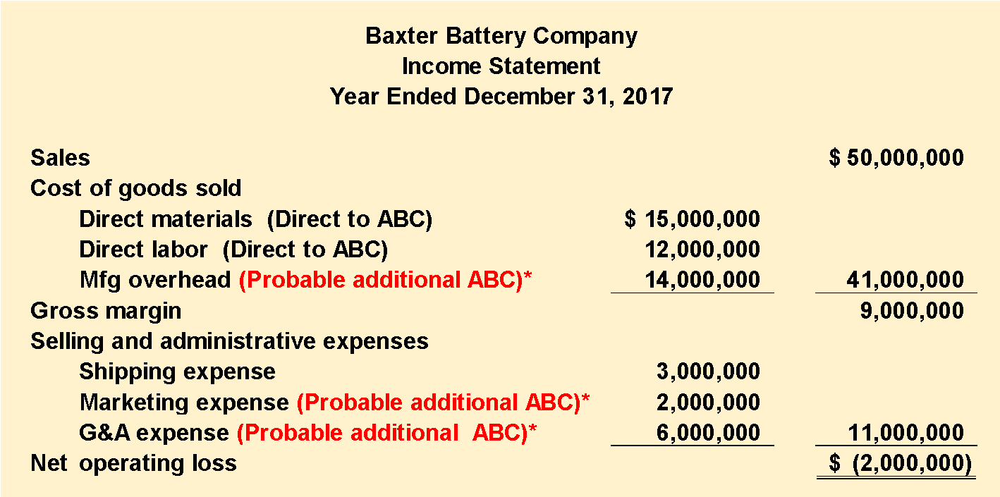 Baxter Battery Company
Income Statement
Year Ended December 31, 2017
Sales $ 50,000,000
Cost of goods sold
Direct materials (Direct to ABC) $ 15,000,000
Direct labor (Direct to ABC) 12,000,000
Mfg overhead (Probable additional ABC)* 14,000,000 41,000,000
Gross margin 9,000,000
Selling and administrative expenses
Shipping expense 3,000,000
Marketing expense (Probable additional ABC)* 2,000,000
G&A expense (Probable additional ABC)* 6,000,000 11,000,000
Net operating loss $ (2,000,000)